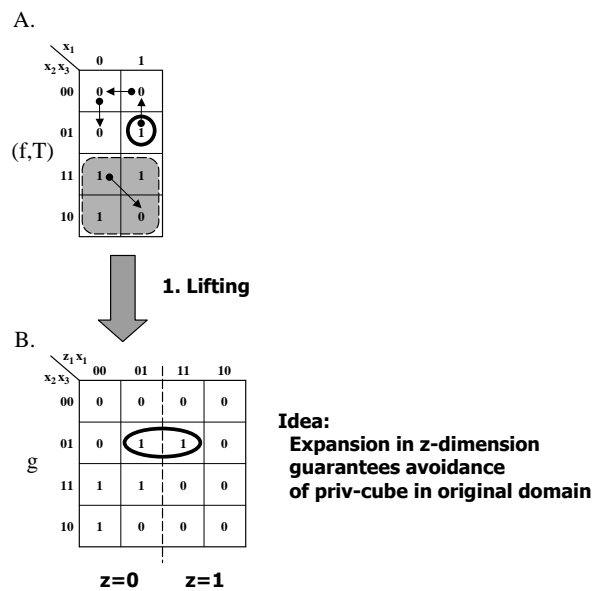 A.
x1
0 1
x2x3
00 0 0
01 0 1
(f,T)
11 1 1
10 1 0
1. Lifting
B.
z1x1
00 01 11 10
x2x3
00 0 0 0 0
01 0 1 1 0
g
11 1 1 0 0
10 1 0 0 0
Idea:
Expansion in z-dimension
guarantees avoidance
of priv-cube in original domain
z=0 z=1